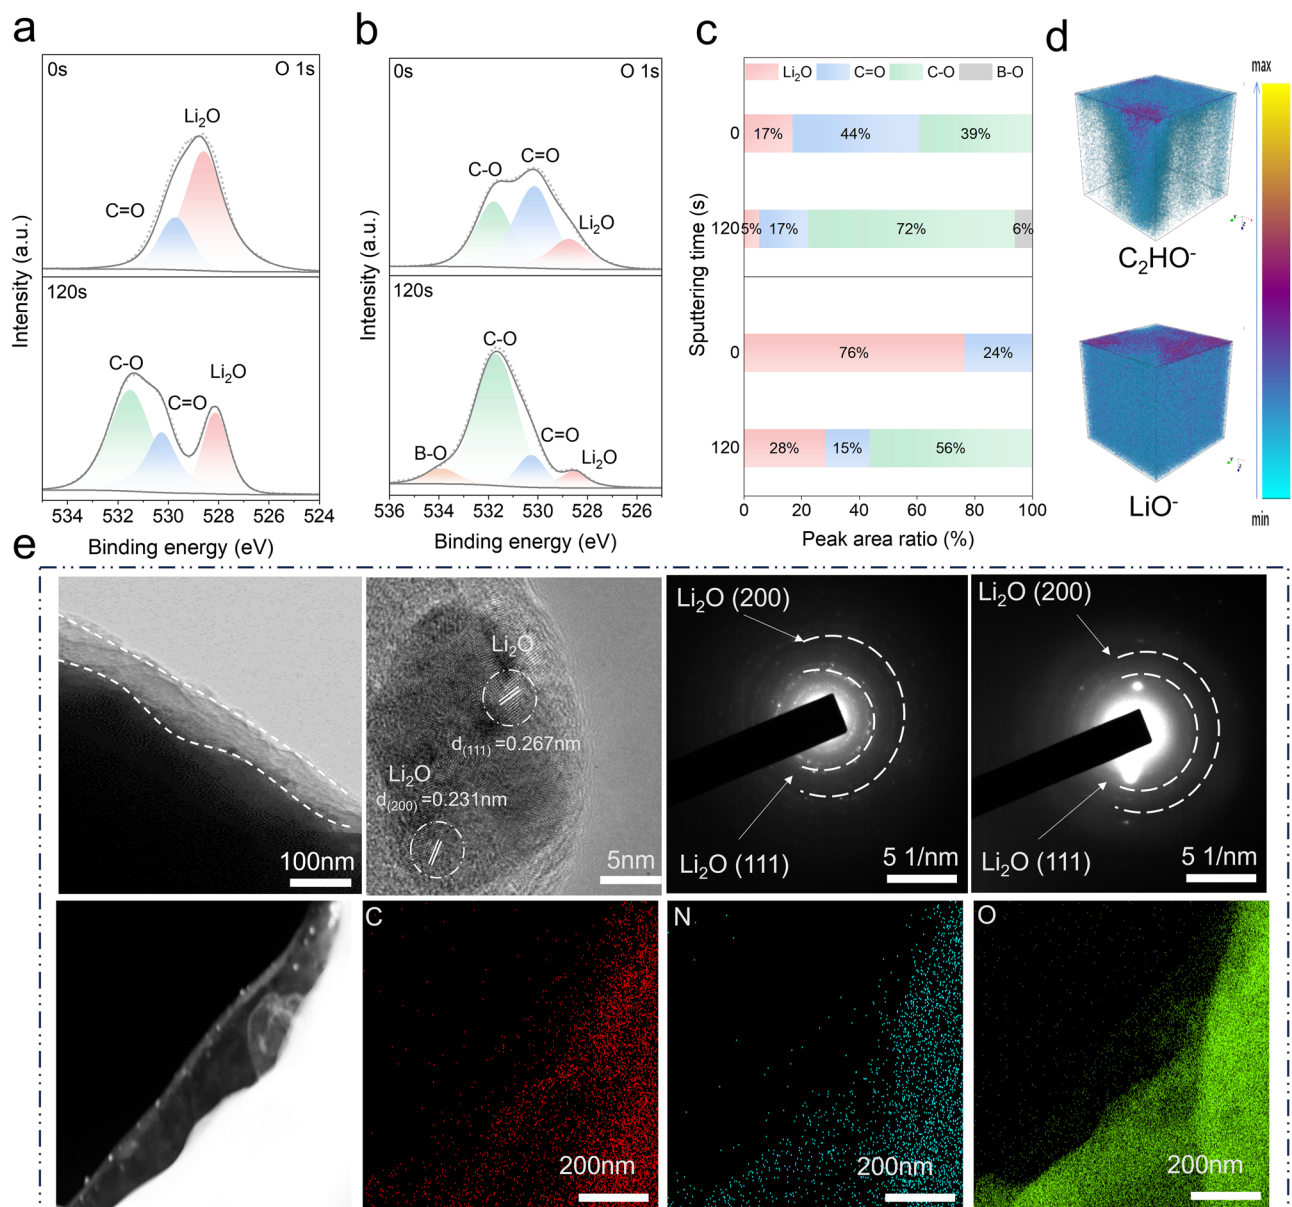 a
0s
O 1s
Li₂O
C=O
120s
C-O
C=O
Li₂O
534
532
530
528
526
524
Binding energy (eV)
Intensity (a.u.)
b
0s
O 1s
C-O
C=O
Li₂O
120s
C-O
B-O
C=O
Li₂O
536
534
532
530
528
526
Binding energy (eV)
Intensity (a.u.)
c
Li₂O
C=O
C-O
B-O
0
17%
44%
39%
120
5%
17%
72%
6%
0
76%
24%
120
28%
15%
56%
0
20
40
60
80
100
Peak area ratio (%)
Sputtering time (s)
d
max
C₂HO⁻
LiO⁻
min
e
100nm
Li₂O
d(111)=0.267nm
Li₂O
d(200)=0.231nm
5nm
Li₂O (200)
Li₂O (111)
5 1/nm
Li₂O (200)
Li₂O (111)
5 1/nm
C
200nm
N
200nm
O
200nm